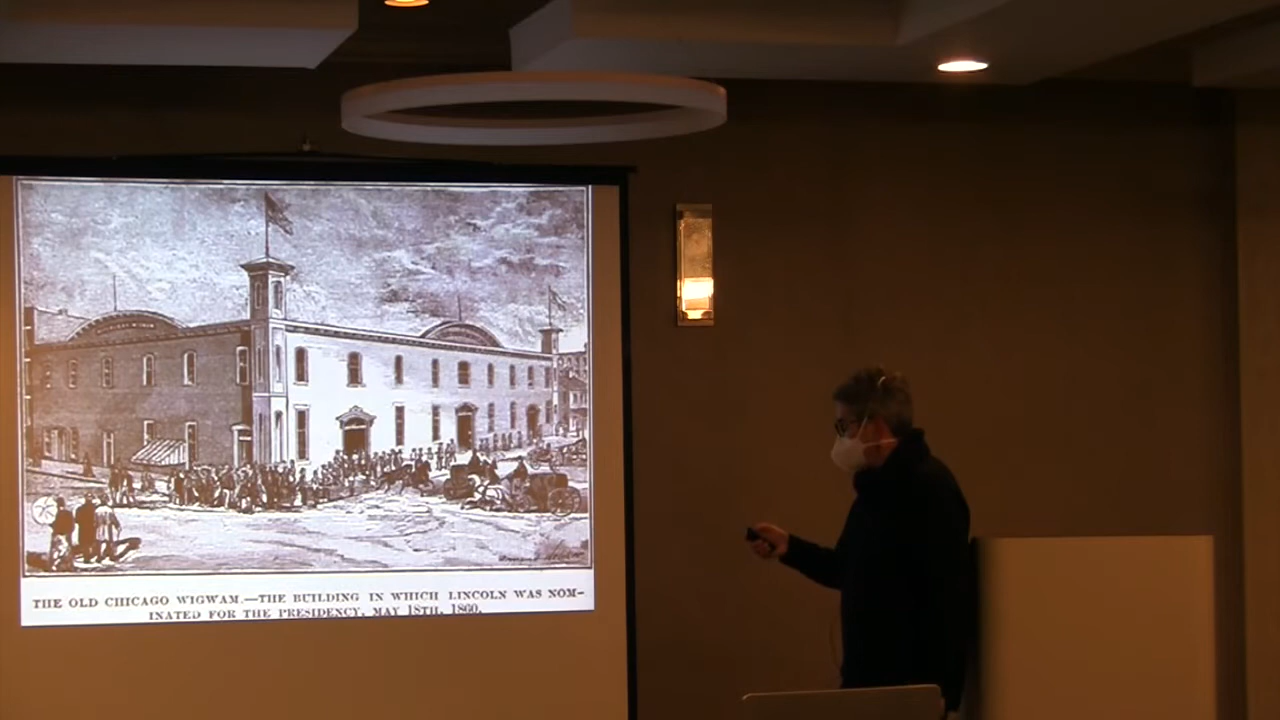 THE OLD CHICAGO WIGWAM.—THE BUILDING IN WHICH LINCOLN WAS NOM-
INATED FOR THE PRESIDENCY, MAY 18TH, 1860.